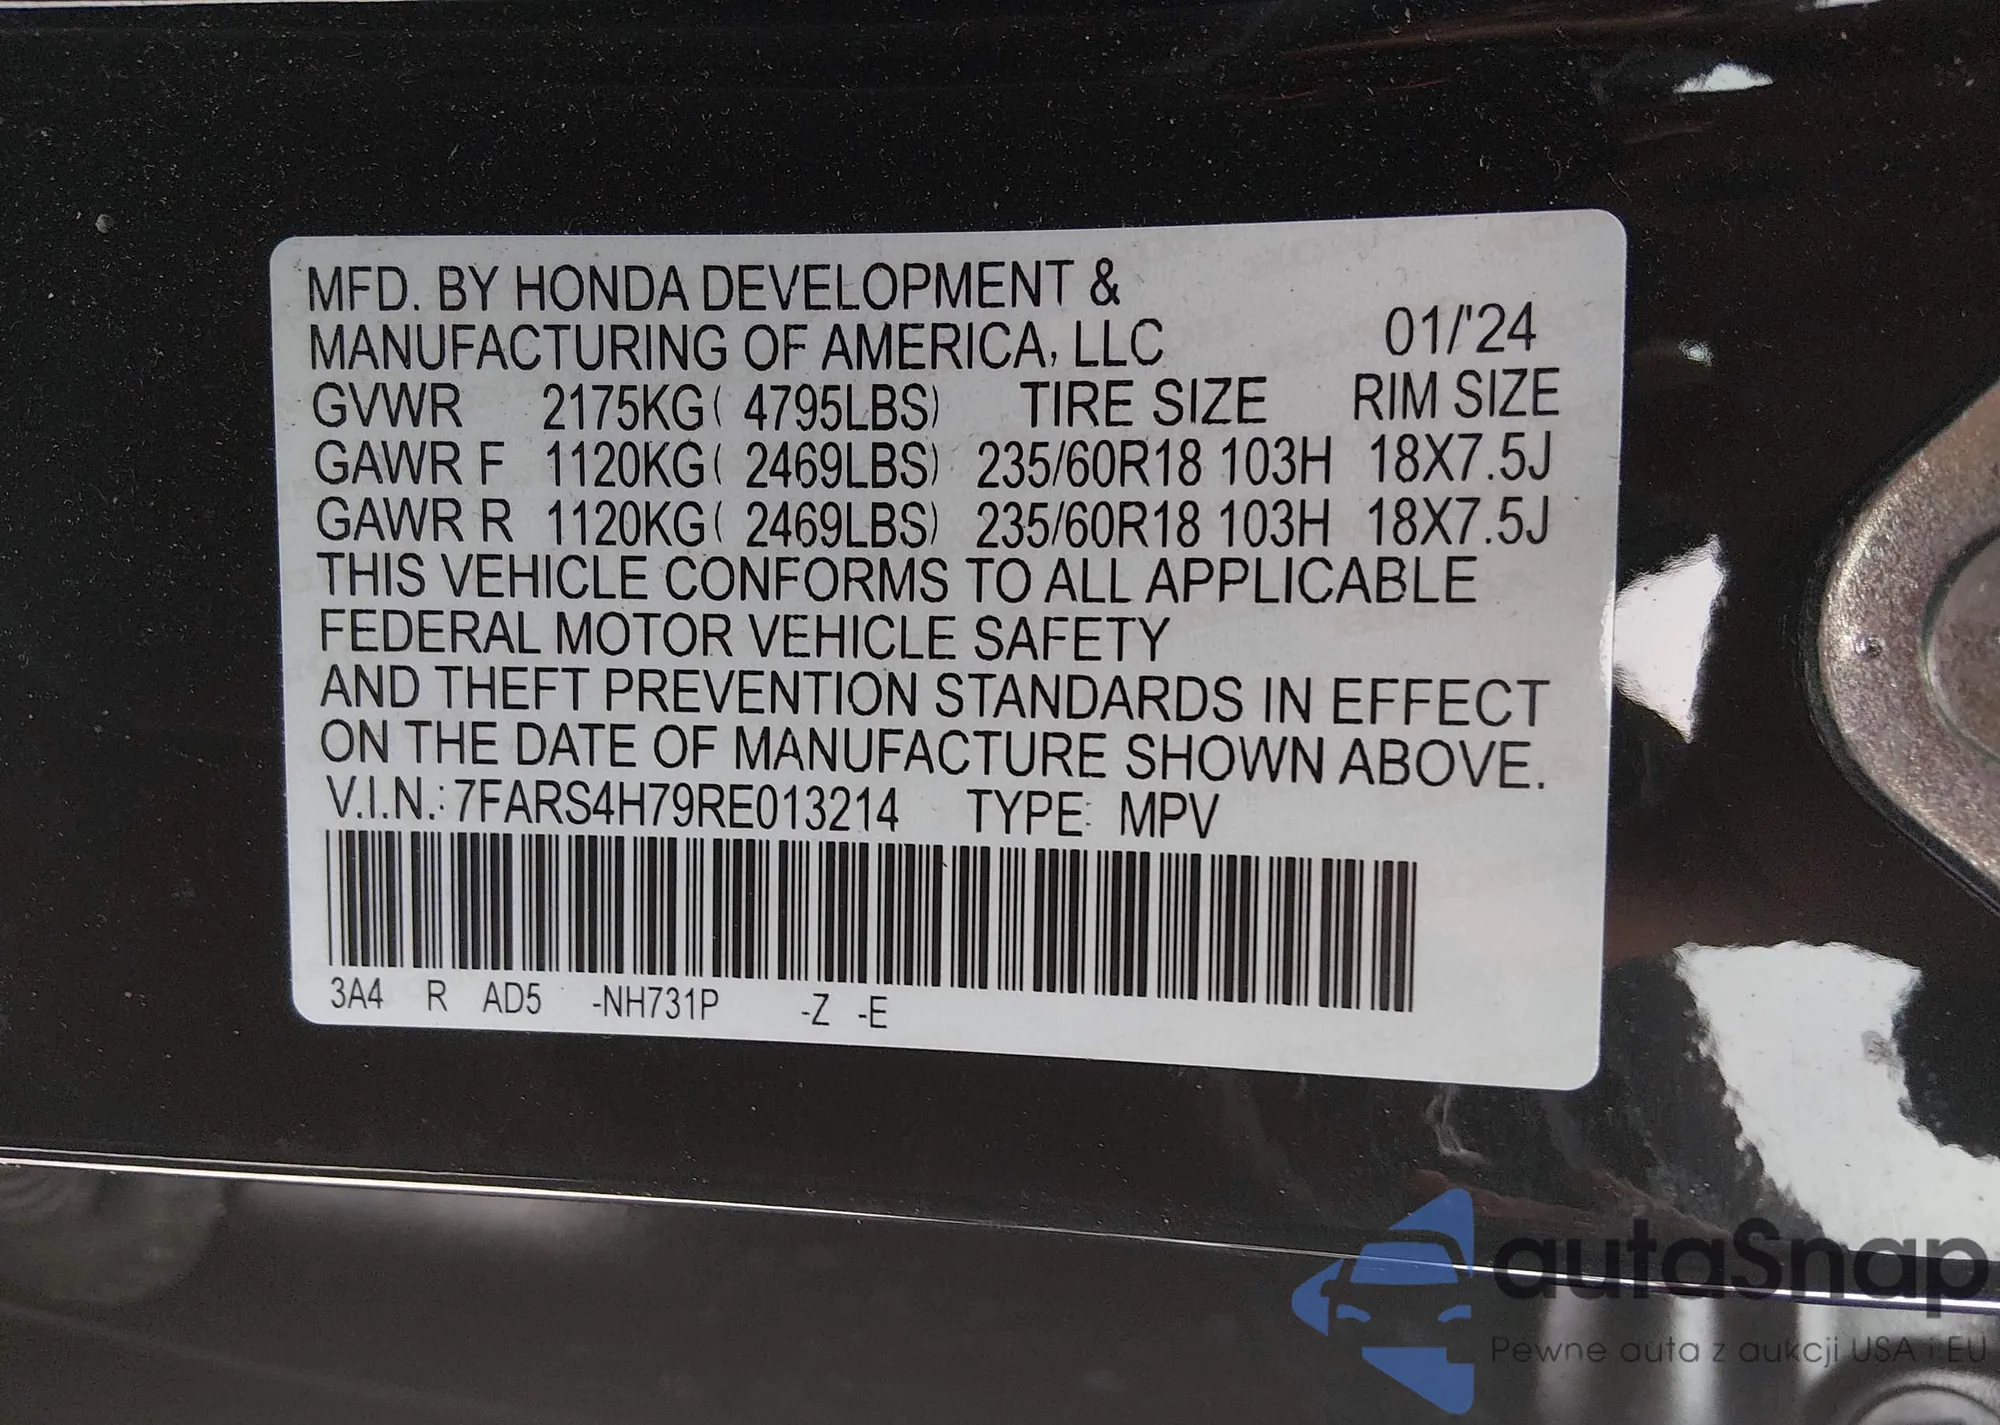 MFD. BY HONDA DEVELOPMENT &
MANUFACTURING OF AMERICA, LLC 01/'24
GVWR 2175KG( 4795LBS) TIRE SIZE RIM SIZE
GAWR F 1120KG( 2469LBS) 235/60R18 103H 18X7.5J
GAWR R 1120KG( 2469LBS) 235/60R18 103H 18X7.5J
THIS VEHICLE CONFORMS TO ALL APPLICABLE
FEDERAL MOTOR VEHICLE SAFETY
AND THEFT PREVENTION STANDARDS IN EFFECT
ON THE DATE OF MANUFACTURE SHOWN ABOVE.
V.I.N.: 7FARS4H79RE013214 TYPE: MPV
3A4 R AD5 -NH731P -Z -E
autaSnap
Pewne auta z aukcji USA i EU